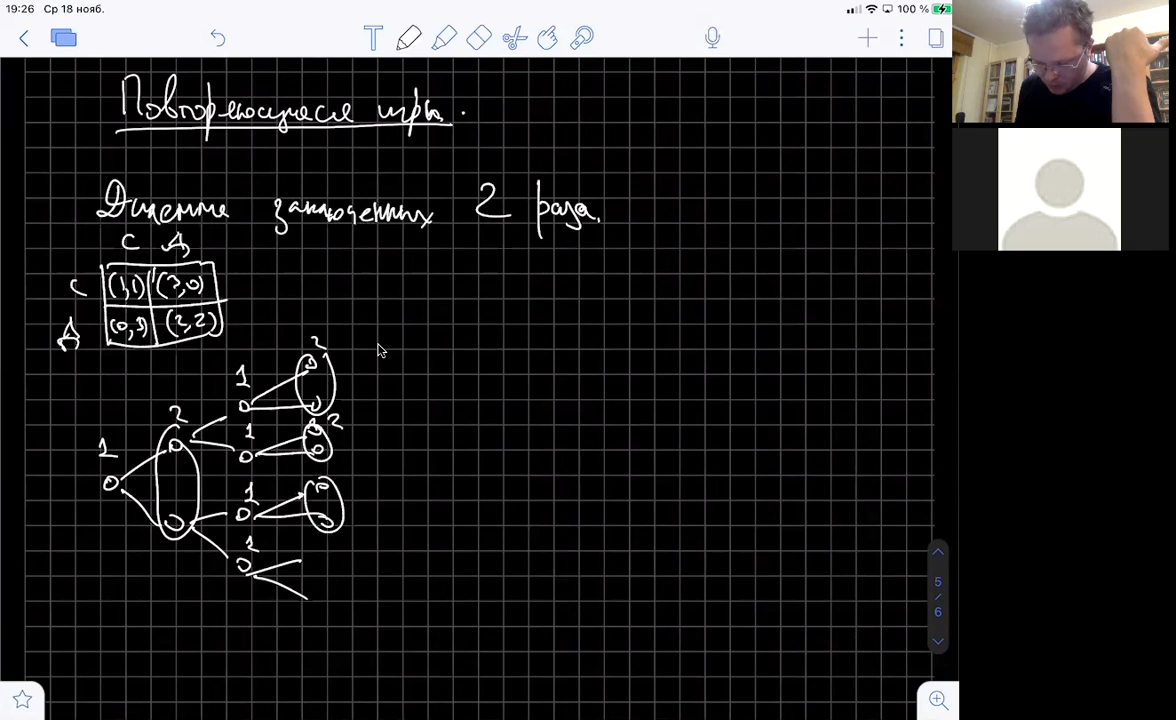 19:26 Ср 18 нояб.
100 %
Повторяющиеся игры.
Дилемма заключенных 2 раза.
С Д
С (1,1) (3,0)
Д (0,3) (2,2)
2
1
2
1 2
1
1
1
5
/
6